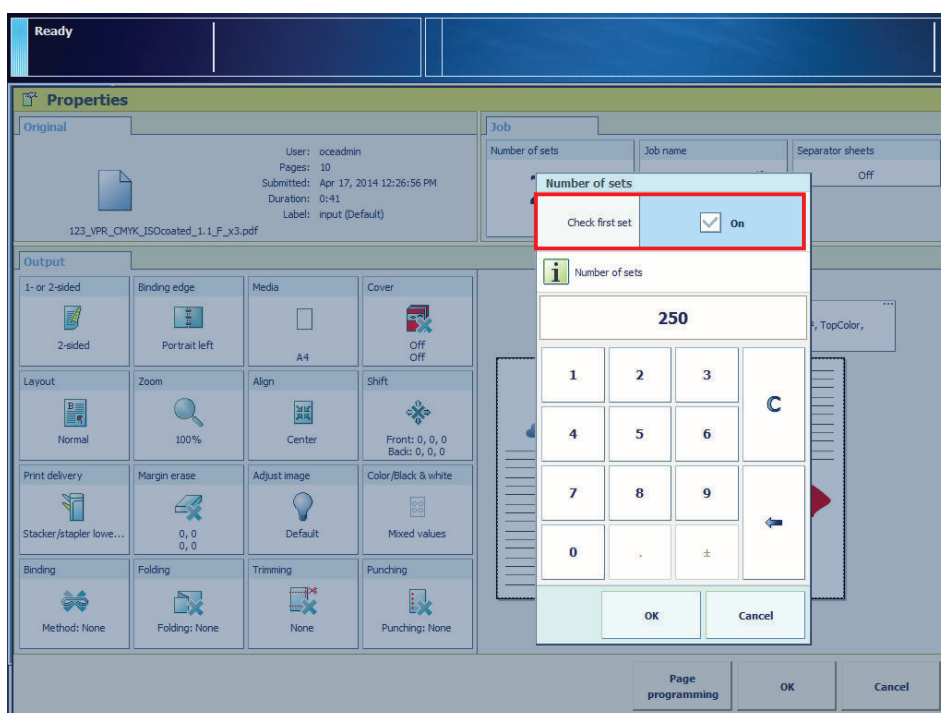 Ready
Properties
Original
User: oceadmin
Pages: 10
Submitted: Apr 17, 2014 12:26:56 PM
Duration: 0:41
Label: input (Default)
123_VPR_CMYK_ISOcoated_1.1_F_x3.pdf
Job
Number of sets
Job name
Separator sheets
Off
Output
1- or 2-sided
Binding edge
Media
Cover
2-sided
Portrait left
A4
Off
Off
Layout
Zoom
Align
Shift
Normal
100%
Center
Front: 0, 0, 0
Back: 0, 0, 0
Print delivery
Margin erase
Adjust image
Color/Black & white
Stacker/stapler lowe...
0, 0
0, 0
Default
Mixed values
Binding
Folding
Trimming
Punching
Method: None
Folding: None
None
Punching: None
...
, TopColor,
Number of sets
Check first set
On
i
Number of sets
250
1
2
3
C
4
5
6
7
8
9
0
.
±
OK
Cancel
Page
programming
OK
Cancel